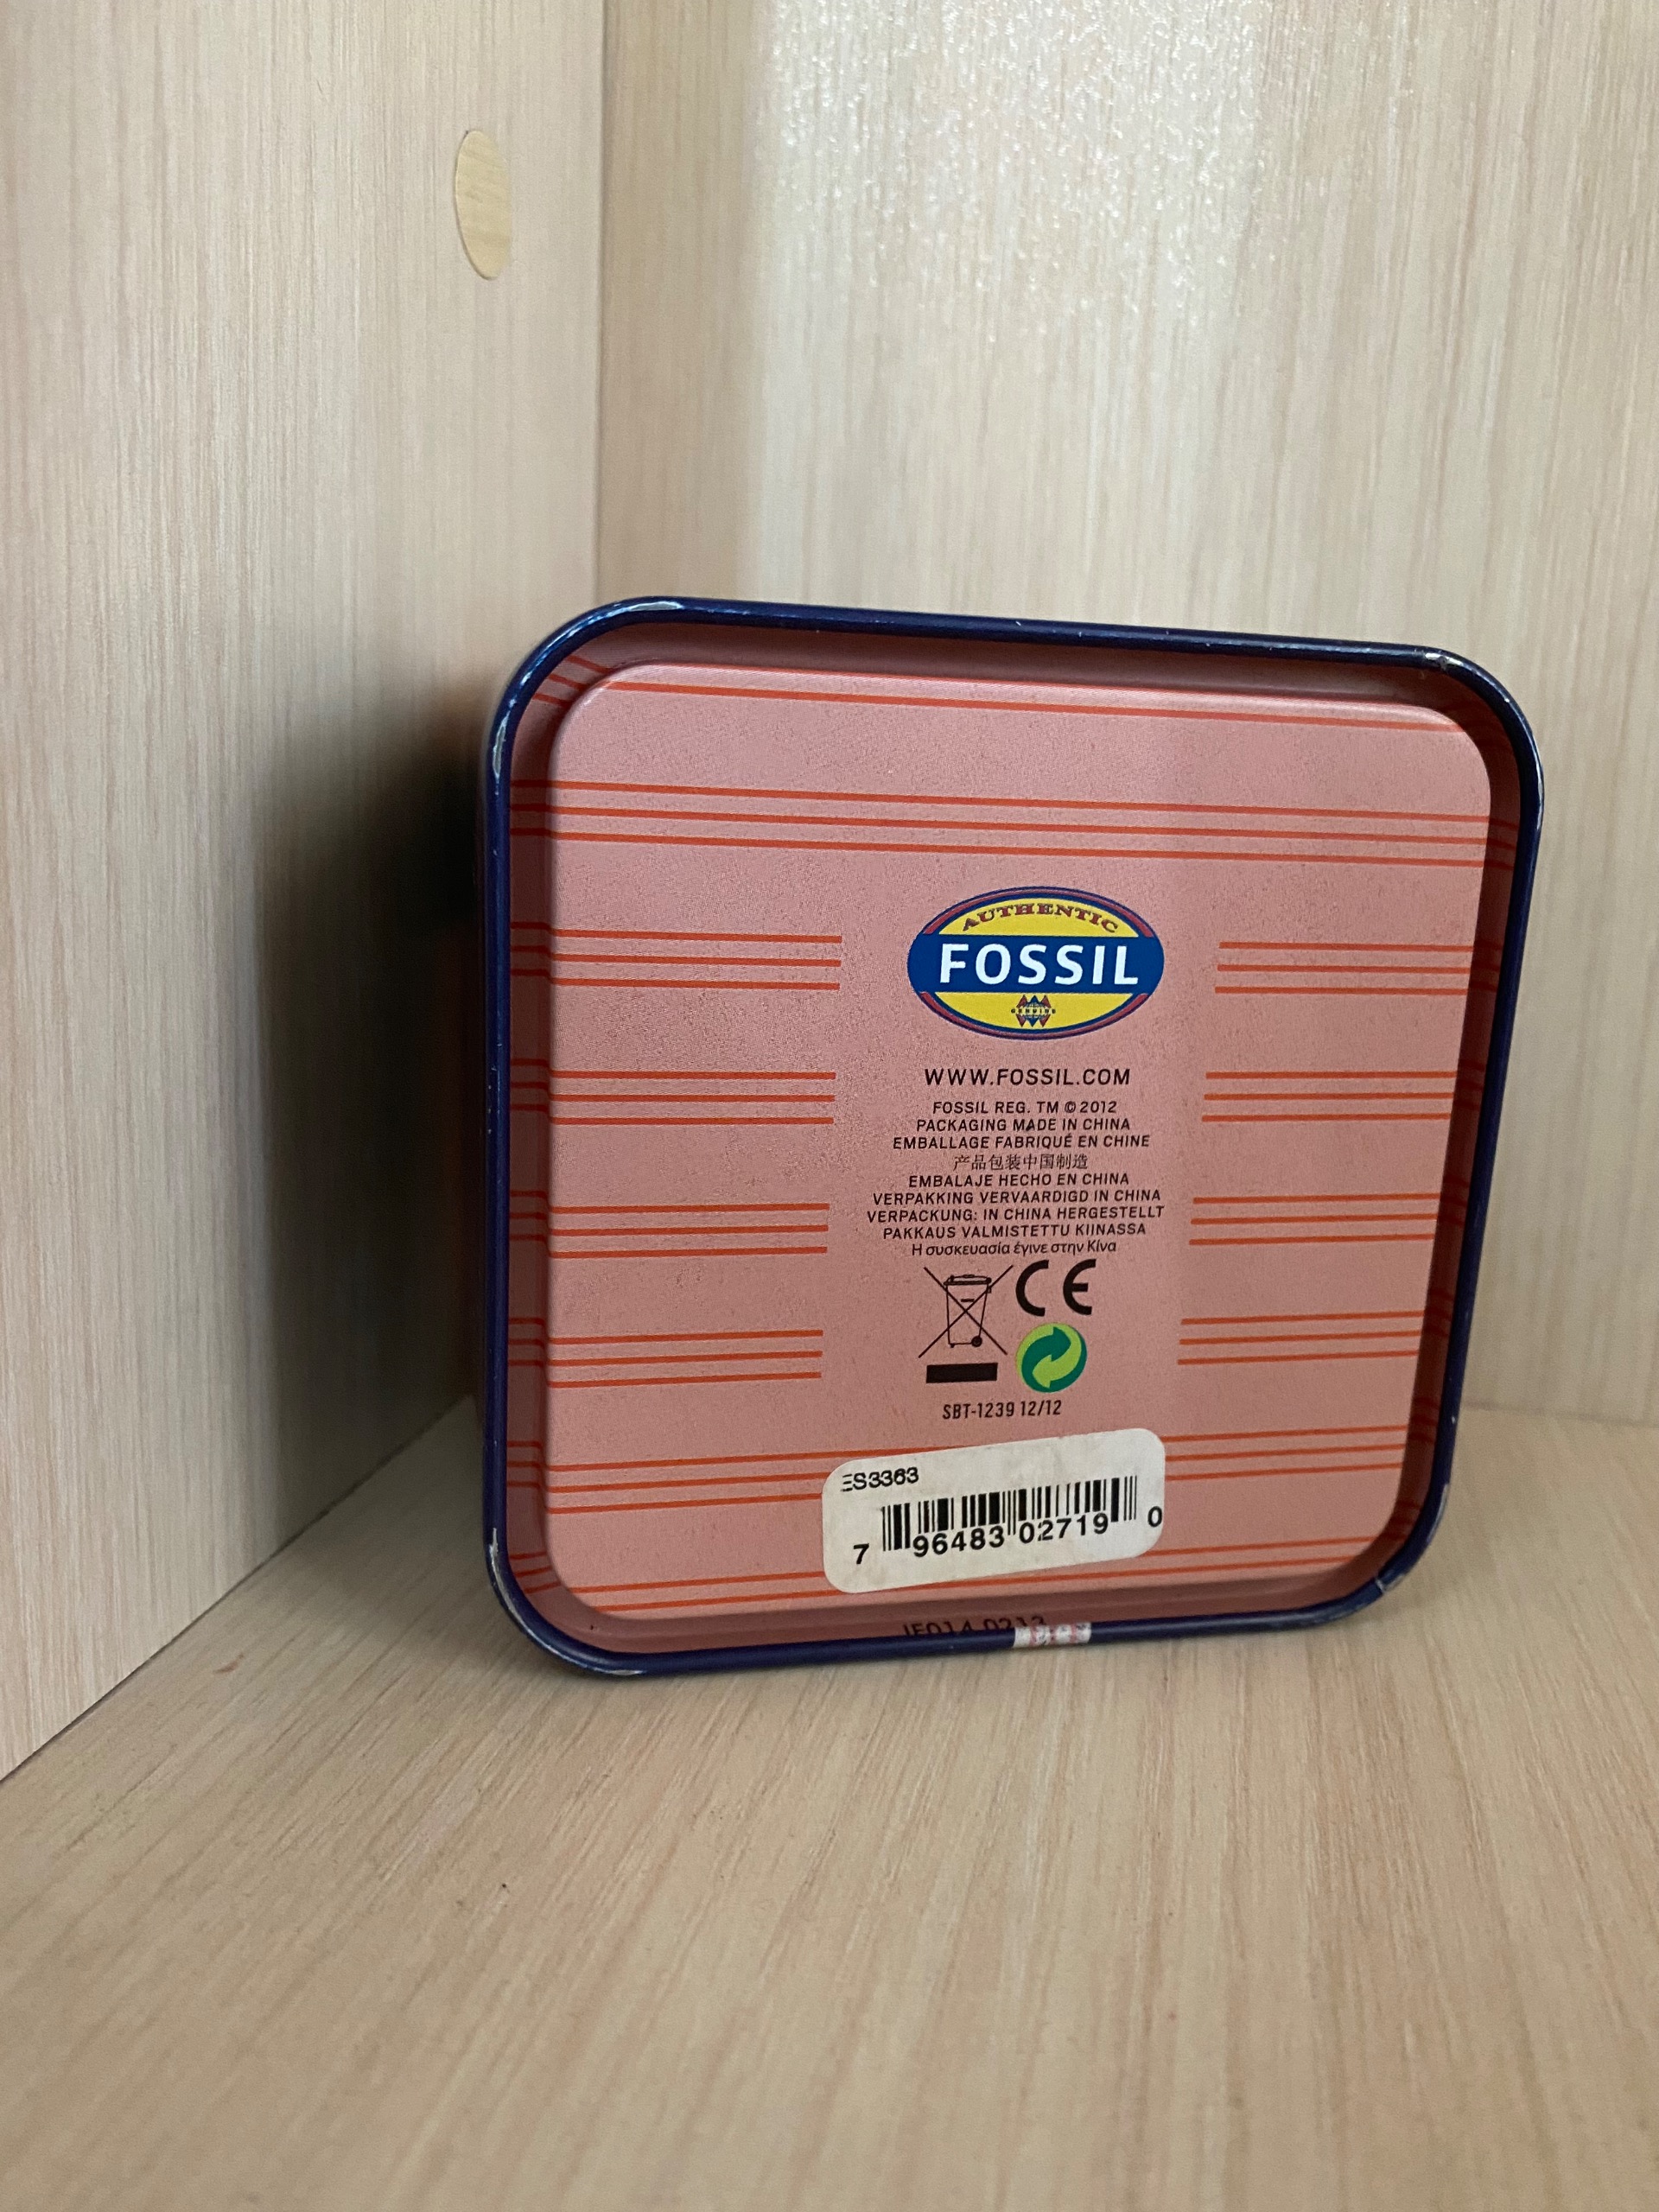 AUTHENTIC
FOSSIL
GENUINE
WWW.FOSSIL.COM
FOSSIL REG. TM © 2012
PACKAGING MADE IN CHINA
EMBALLAGE FABRIQUÉ EN CHINE
产品包装中国制造
EMBALAJE HECHO EN CHINA
VERPAKKING VERVAARDIGD IN CHINA
VERPACKUNG: IN CHINA HERGESTELLT
PAKKAUS VALMISTETTU KIINASSA
Η συσκευασία έγινε στην Κίνα
CE
SBT-1239 12/12
ES3363
7 96483 02719 0